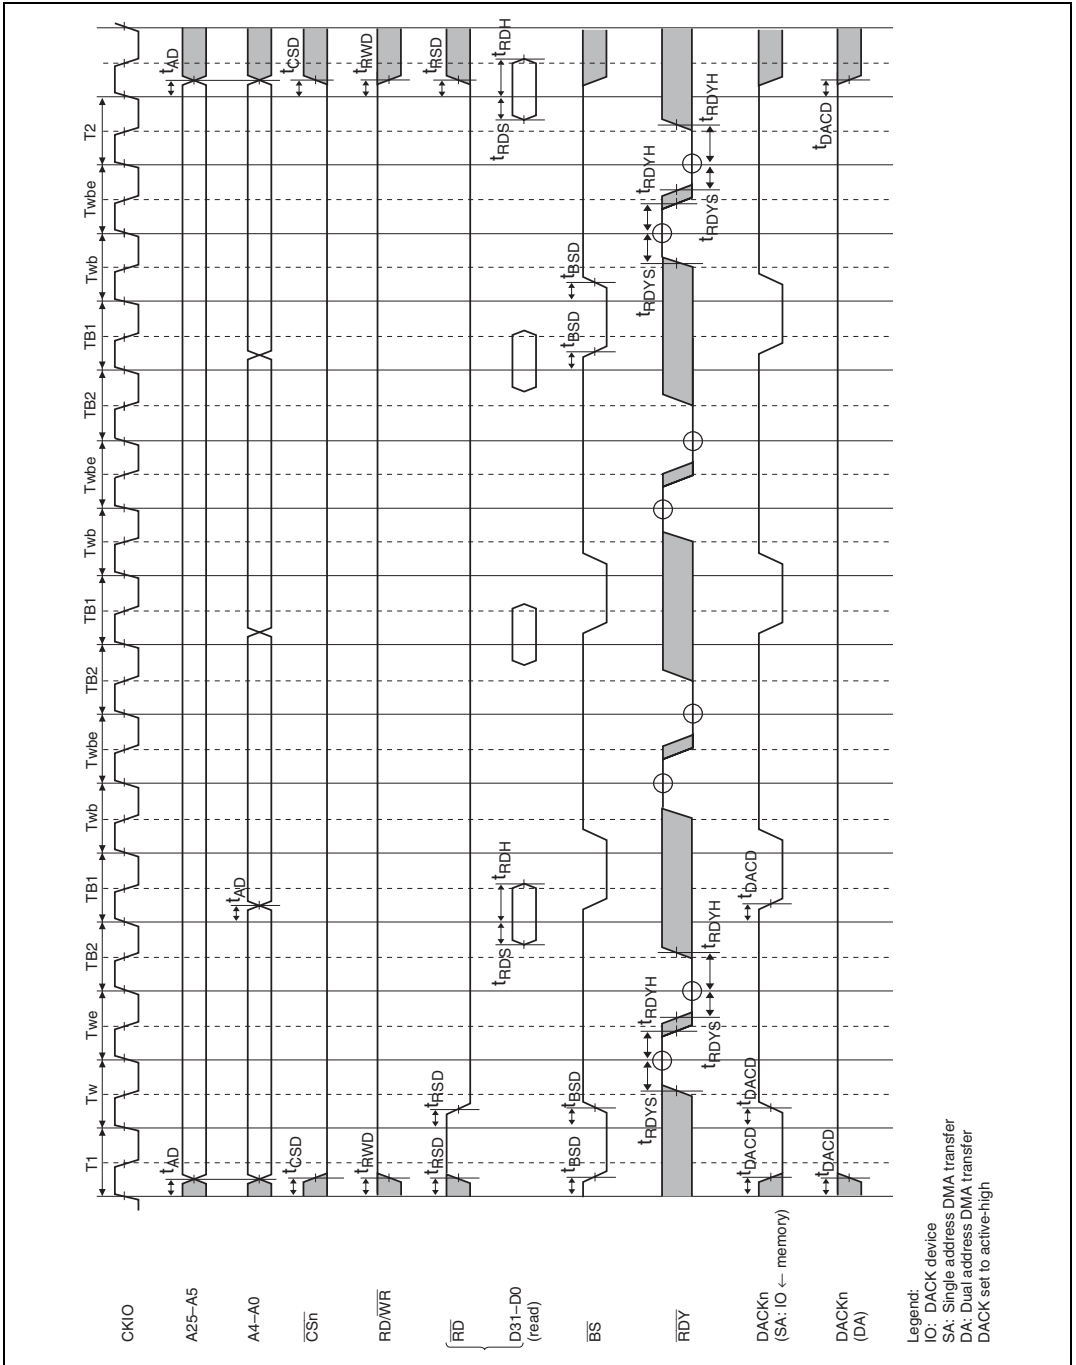 T1 Tw Twe TB2 TB1 Twb Twbe TB2 TB1 Twb Twbe TB2 TB1 Twb Twbe T2
CKIO
tAD tAD
A25–A5
tAD
A4–A0
tCSD tCSD
CSn
tRWD tRWD
RD/WR
tRSD tRSD tRSD
RD
tRDS tRDH tRDS tRDH
D31–D0
(read)
tBSD tBSD tBSD tBSD
BS
tRDYS tRDYH tRDYS tRDYH
RDY
tRDYS tRDYH tRDYS tRDYH
tDACD tDACD tDACD
DACKn
(SA: IO ← memory)
tDACD tDACD
DACKn
(DA)
Legend:
IO: DACK device
SA: Single address DMA transfer
DA: Dual address DMA transfer
DACK set to active-high